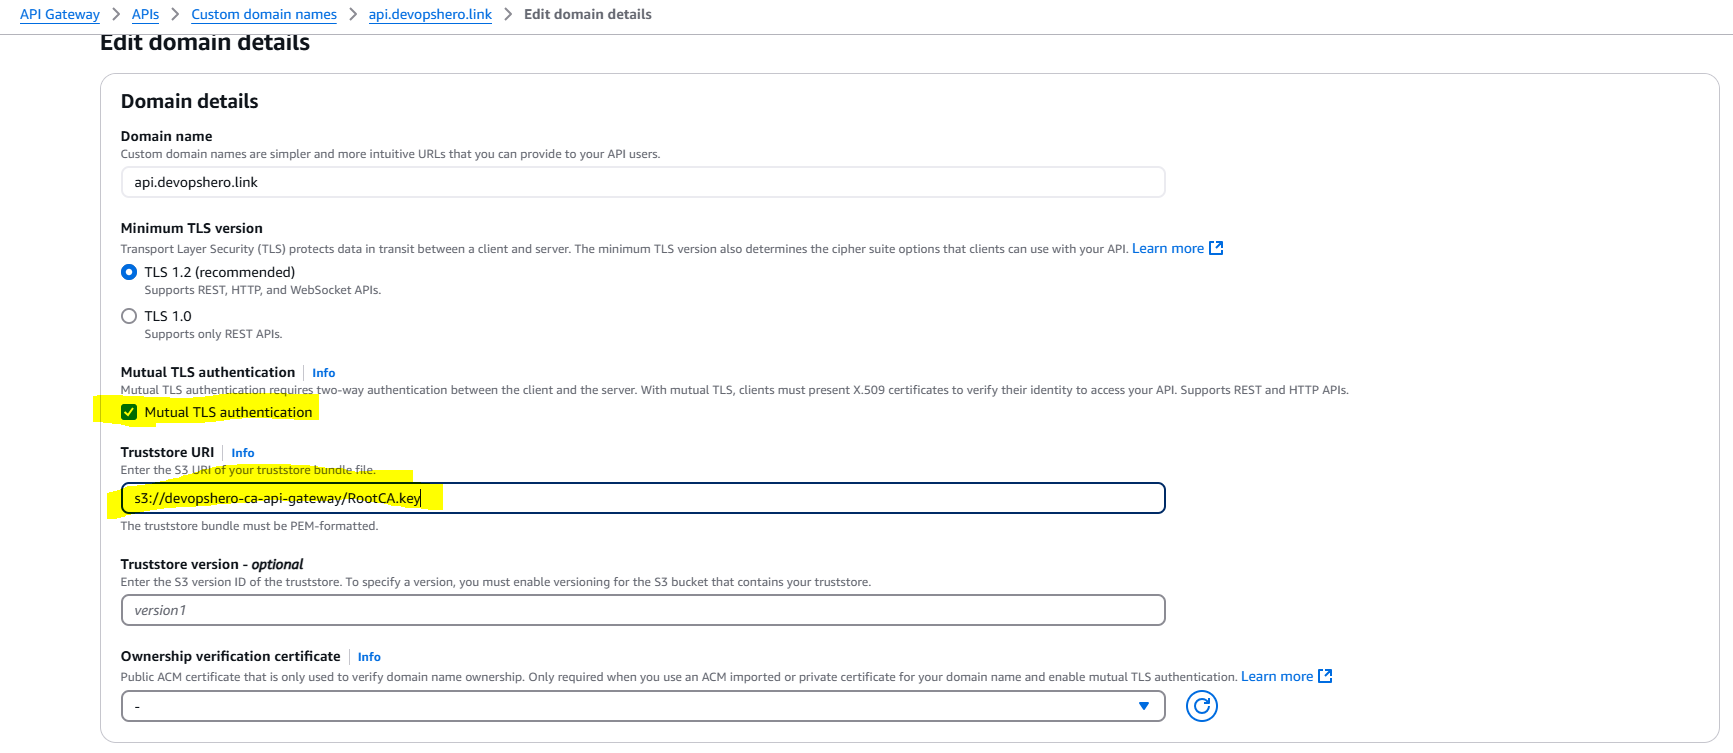 API Gateway > APIs > Custom domain names > api.devopshero.link > Edit domain details
Edit domain details
Domain details
Domain name
Custom domain names are simpler and more intuitive URLs that you can provide to your API users.
api.devopshero.link
Minimum TLS version
Transport Layer Security (TLS) protects data in transit between a client and server. The minimum TLS version also determines the cipher suite options that clients can use with your API. Learn more
TLS 1.2 (recommended)
Supports REST, HTTP, and WebSocket APIs.
TLS 1.0
Supports only REST APIs.
Mutual TLS authentication | Info
Mutual TLS authentication requires two-way authentication between the client and the server. With mutual TLS, clients must present X.509 certificates to verify their identity to access your API. Supports REST and HTTP APIs.
Mutual TLS authentication
Truststore URI | Info
Enter the S3 URI of your truststore bundle file.
s3://devopshero-ca-api-gateway/RootCA.key
The truststore bundle must be PEM-formatted.
Truststore version - optional
Enter the S3 version ID of the truststore. To specify a version, you must enable versioning for the S3 bucket that contains your truststore.
version1
Ownership verification certificate | Info
Public ACM certificate that is only used to verify domain name ownership. Only required when you use an ACM imported or private certificate for your domain name and enable mutual TLS authentication. Learn more
-